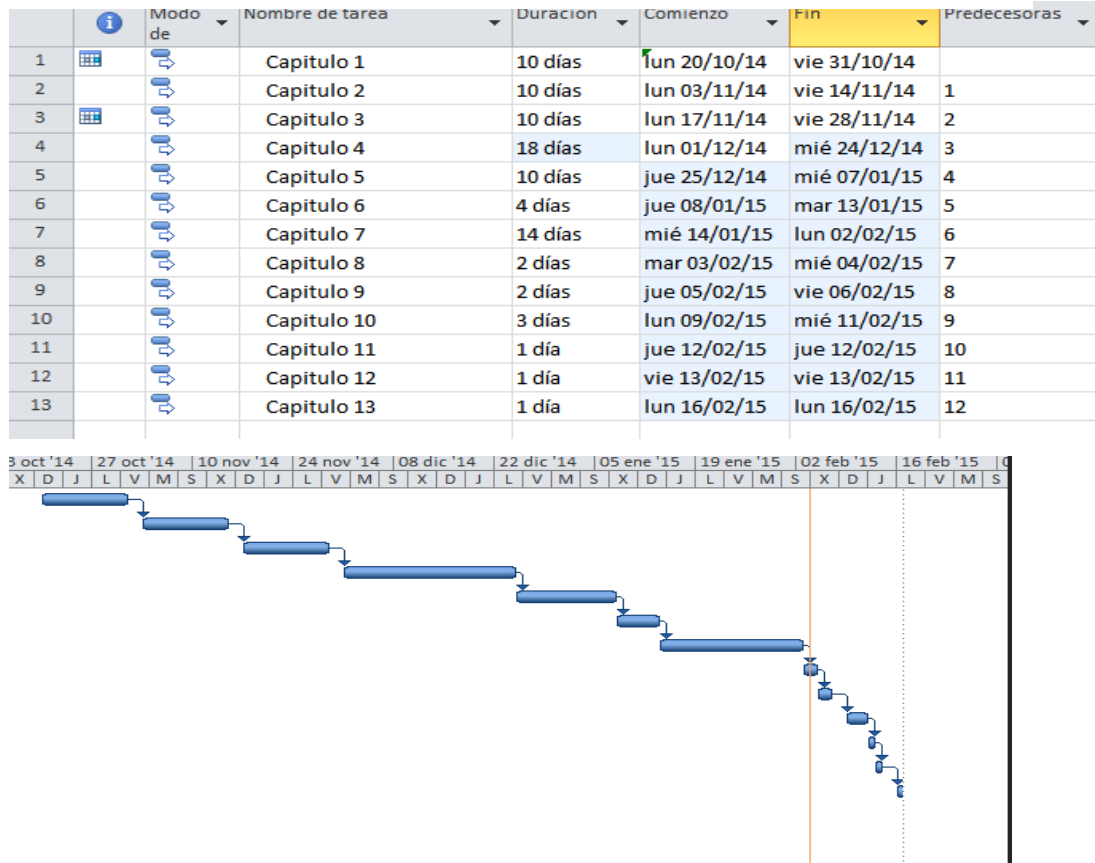 Modo de Nombre de tarea Duración Comienzo Fin Predecesoras
1 Capitulo 1 10 días lun 20/10/14 vie 31/10/14
2 Capitulo 2 10 días lun 03/11/14 vie 14/11/14 1
3 Capitulo 3 10 días lun 17/11/14 vie 28/11/14 2
4 Capitulo 4 18 días lun 01/12/14 mié 24/12/14 3
5 Capitulo 5 10 días jue 25/12/14 mié 07/01/15 4
6 Capitulo 6 4 días jue 08/01/15 mar 13/01/15 5
7 Capitulo 7 14 días mié 14/01/15 lun 02/02/15 6
8 Capitulo 8 2 días mar 03/02/15 mié 04/02/15 7
9 Capitulo 9 2 días jue 05/02/15 vie 06/02/15 8
10 Capitulo 10 3 días lun 09/02/15 mié 11/02/15 9
11 Capitulo 11 1 día jue 12/02/15 jue 12/02/15 10
12 Capitulo 12 1 día vie 13/02/15 vie 13/02/15 11
13 Capitulo 13 1 día lun 16/02/15 lun 16/02/15 12
3 oct '14 27 oct '14 10 nov '14 24 nov '14 08 dic '14 22 dic '14 05 ene '15 19 ene '15 02 feb '15 16 feb '15
X D J L V M S X D J L V M S X D J L V M S X D J L V M S X D J L V M S